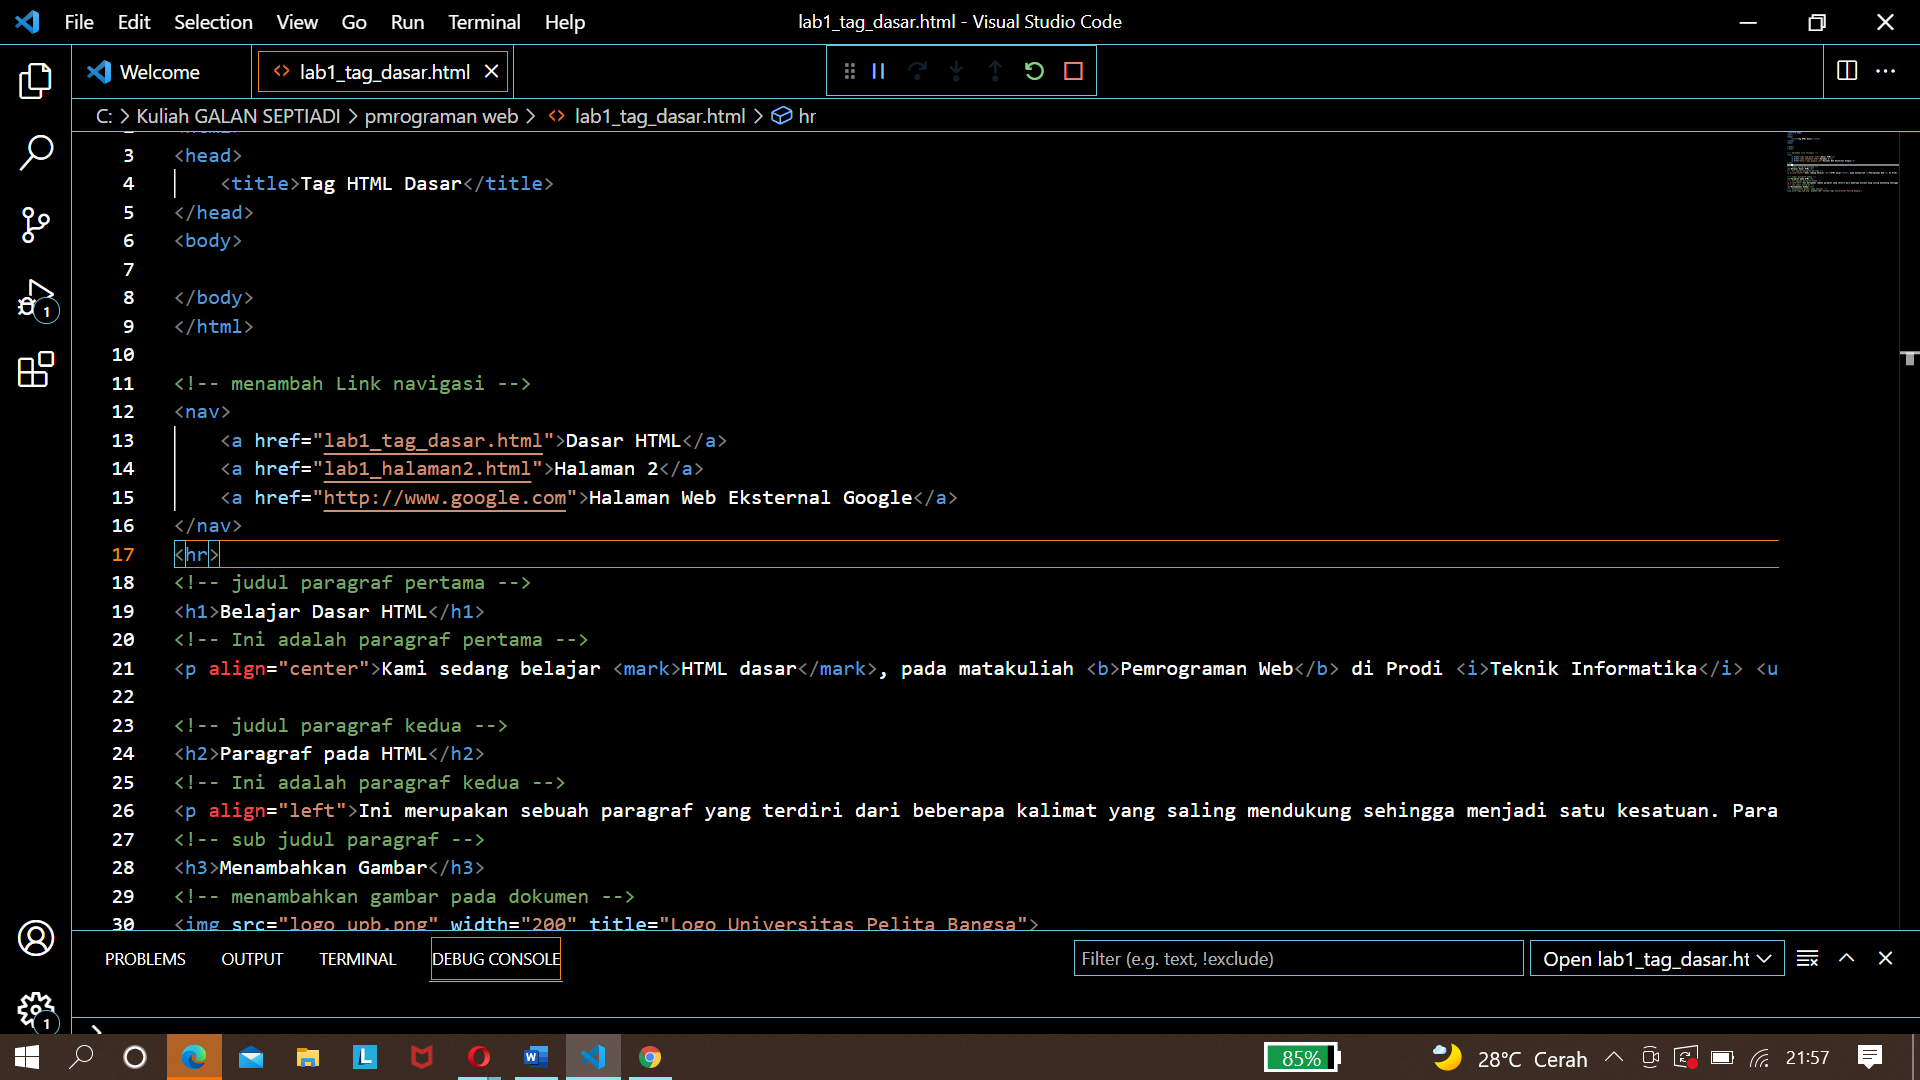 File Edit Selection View Go Run Terminal Help lab1_tag_dasar.html - Visual Studio Code
Welcome lab1_tag_dasar.html
C: > Kuliah GALAN SEPTIADI > pmrograman web > lab1_tag_dasar.html > hr
3 <head>
4 <title>Tag HTML Dasar</title>
5 </head>
6 <body>
7
8 </body>
9 </html>
10
11 <!-- menambah Link navigasi -->
12 <nav>
13 <a href="lab1_tag_dasar.html">Dasar HTML</a>
14 <a href="lab1_halaman2.html">Halaman 2</a>
15 <a href="http://www.google.com">Halaman Web Eksternal Google</a>
16 </nav>
17 <hr>
18 <!-- judul paragraf pertama -->
19 <h1>Belajar Dasar HTML</h1>
20 <!-- Ini adalah paragraf pertama -->
21 <p align="center">Kami sedang belajar <mark>HTML dasar</mark>, pada matakuliah <b>Pemrograman Web</b> di Prodi <i>Teknik Informatika</i> <u
22
23 <!-- judul paragraf kedua -->
24 <h2>Paragraf pada HTML</h2>
25 <!-- Ini adalah paragraf kedua -->
26 <p align="left">Ini merupakan sebuah paragraf yang terdiri dari beberapa kalimat yang saling mendukung sehingga menjadi satu kesatuan. Para
27 <!-- sub judul paragraf -->
28 <h3>Menambahkan Gambar</h3>
29 <!-- menambahkan gambar pada dokumen -->
30 <img src="logo_upb.png" width="200" title="Logo Universitas Pelita Bangsa">
PROBLEMS OUTPUT TERMINAL DEBUG CONSOLE Filter (e.g. text, !exclude) Open lab1_tag_dasar.ht
1
1
85% 28°C Cerah 21:57